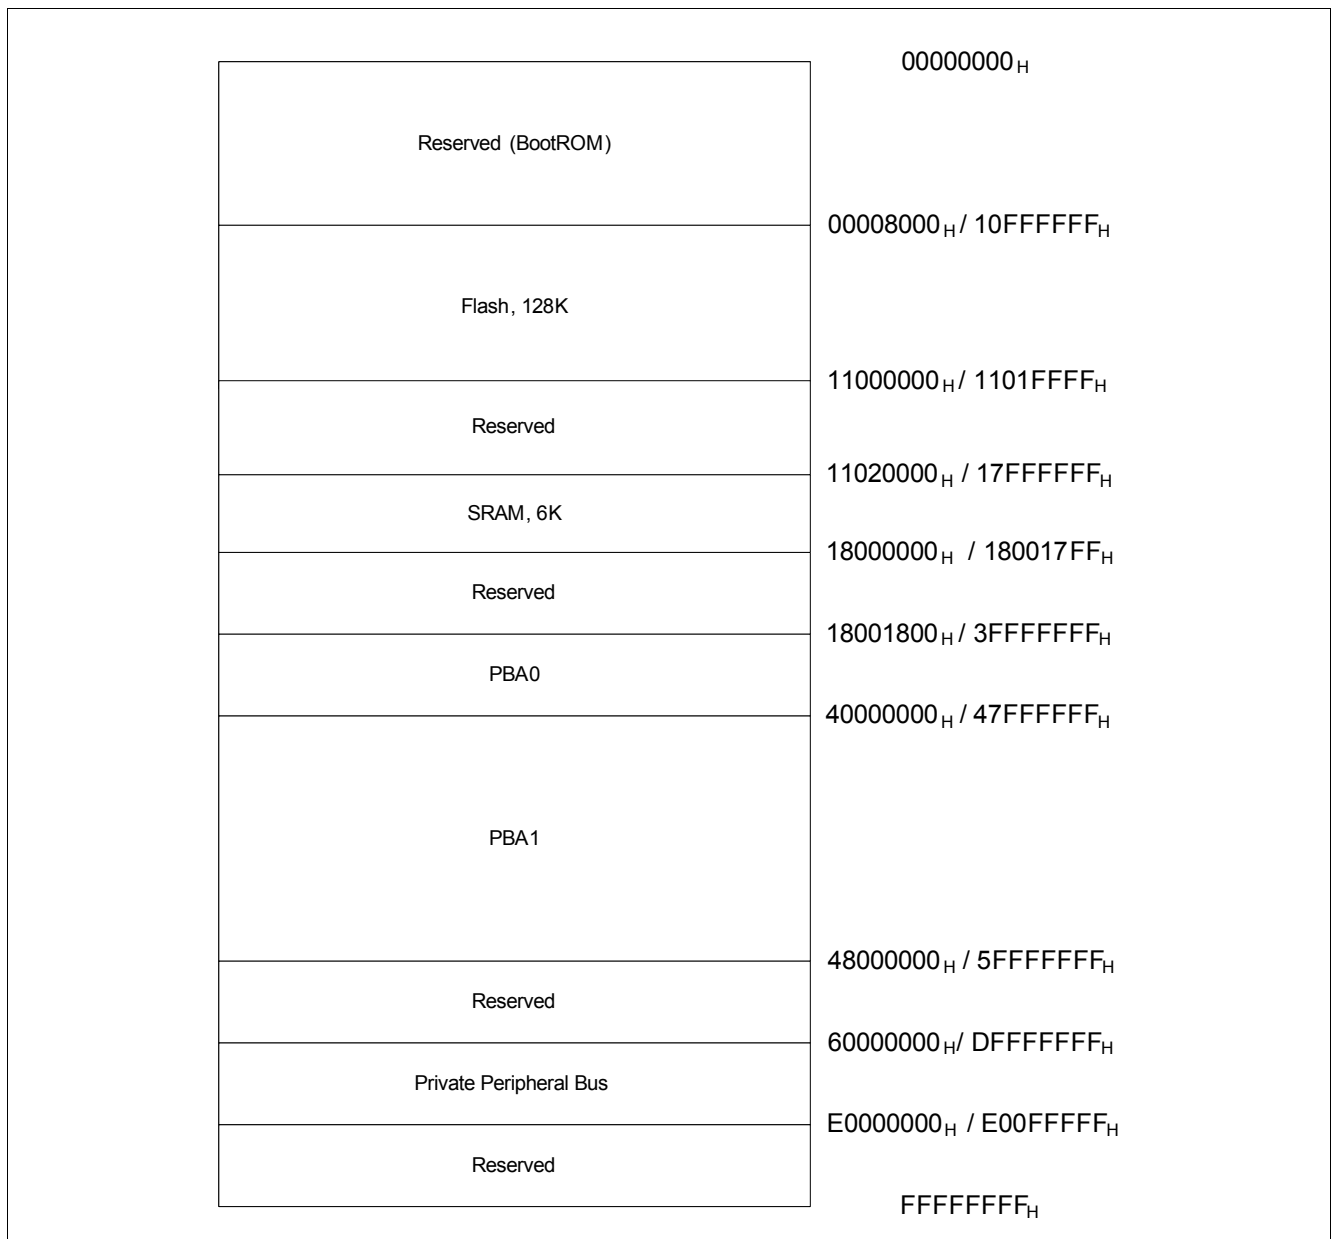 00000000H
Reserved (BootROM)
00008000H / 10FFFFFFH
Flash, 128K
11000000H / 1101FFFFH
Reserved
11020000H / 17FFFFFFH
SRAM, 6K
18000000H / 180017FFH
Reserved
18001800H / 3FFFFFFFH
PBA0
40000000H / 47FFFFFFH
PBA1
48000000H / 5FFFFFFFH
Reserved
60000000H / DFFFFFFFH
Private Peripheral Bus
E0000000H / E00FFFFFH
Reserved
FFFFFFFFH